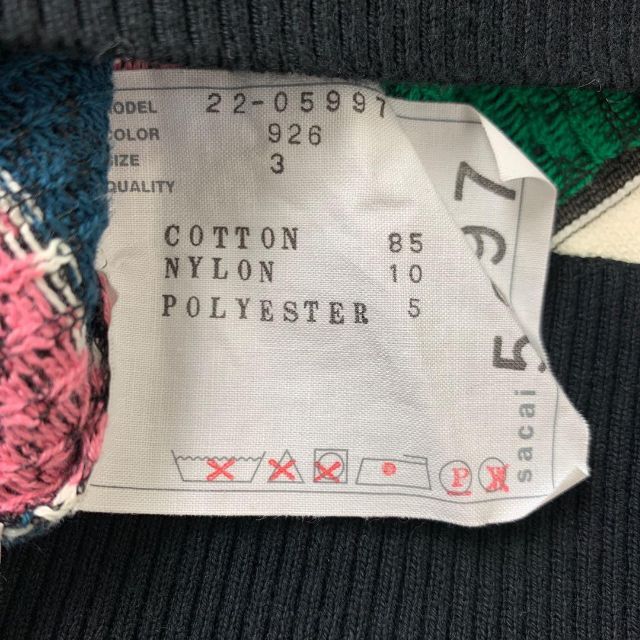 MODEL 22-05997
COLOR 926
SIZE 3
QUALITY
COTTON 85
NYLON 10
POLYESTER 5
P W
sacai